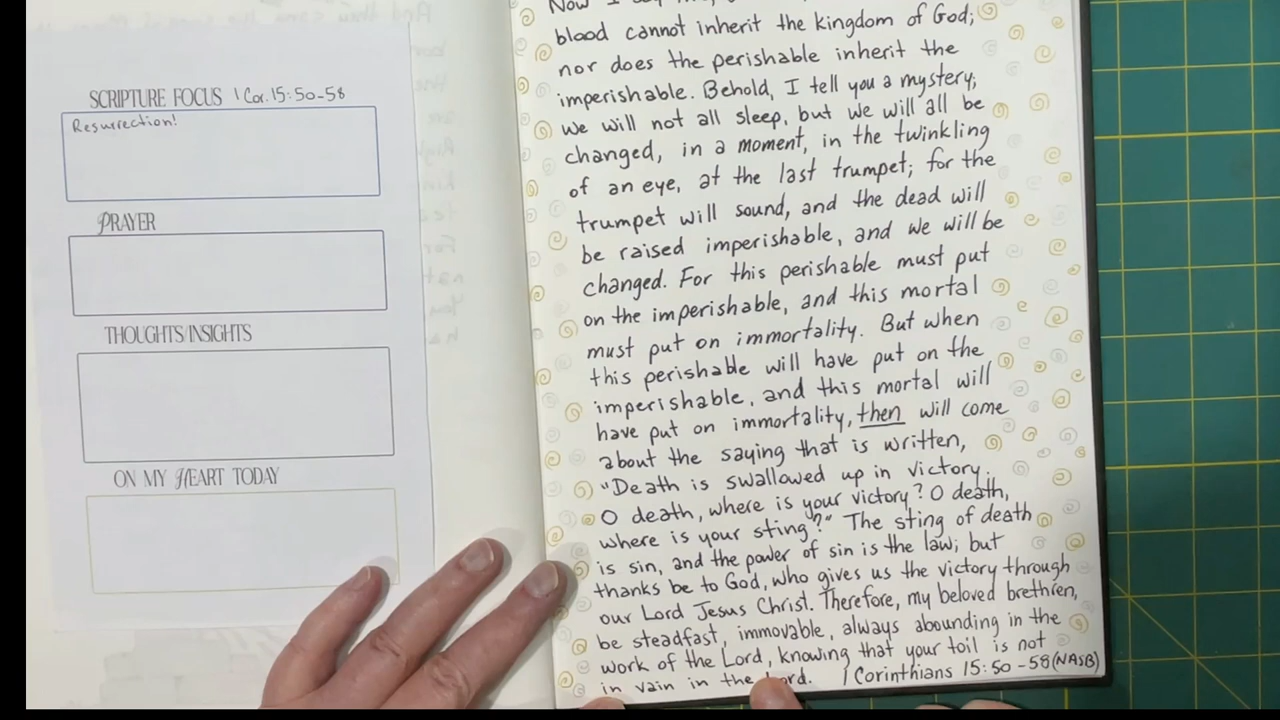 SCRIPTURE FOCUS 1 Cor. 15:50-58
Resurrection!
PRAYER
THOUGHTS/INSIGHTS
ON MY HEART TODAY
Now I say
blood cannot inherit the kingdom of God;
nor does the perishable inherit the
imperishable. Behold, I tell you a mystery;
we will not all sleep, but we will all be
changed, in a moment, in the twinkling
of an eye, at the last trumpet; for the
trumpet will sound, and the dead will
be raised imperishable, and we will be
changed. For this perishable must put
on the imperishable, and this mortal
must put on immortality. But when
this perishable will have put on the
imperishable, and this mortal will
have put on immortality, then will come
about the saying that is written,
"Death is swallowed up in victory.
O death, where is your victory? O death,
where is your sting?" The sting of death
is sin, and the power of sin is the law; but
thanks be to God, who gives us the victory through
our Lord Jesus Christ. Therefore, my beloved brethren,
be steadfast, immovable, always abounding in the
work of the Lord, knowing that your toil is not
in vain in the Lord. 1 Corinthians 15:50-58 (NASB)